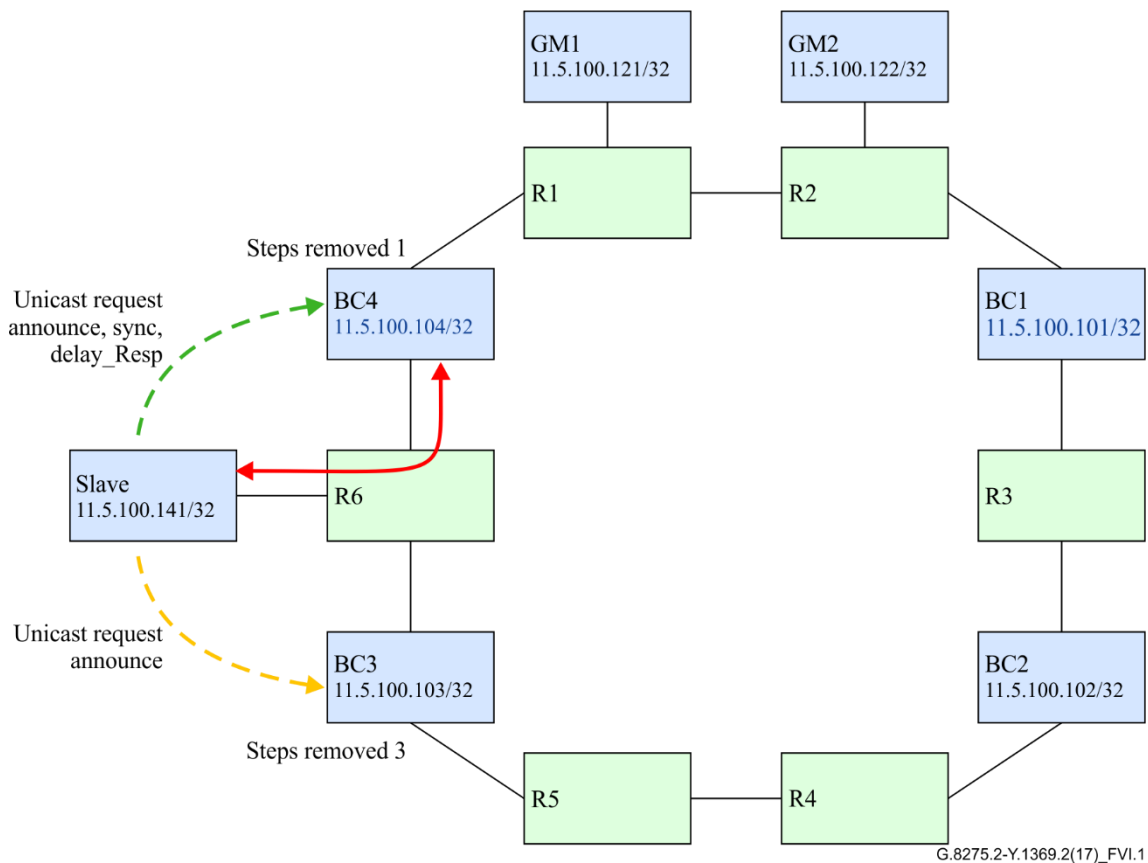 GM1
11.5.100.121/32
GM2
11.5.100.122/32
R1
R2
Steps removed 1
Unicast request
announce, sync,
delay_Resp
BC4
11.5.100.104/32
BC1
11.5.100.101/32
Slave
11.5.100.141/32
R6
R3
Unicast request
announce
BC3
11.5.100.103/32
BC2
11.5.100.102/32
Steps removed 3
R5
R4
G.8275.2-Y.1369.2(17)_FVI.1